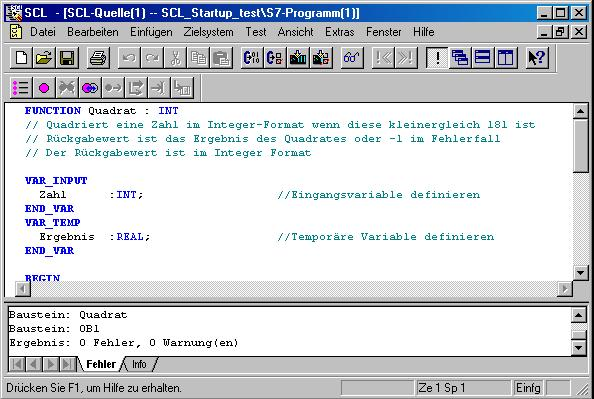 SCL - [SCL-Quelle(1) -- SCL_Startup_test\S7-Programm(1)]
Datei Bearbeiten Einfügen Zielsystem Test Ansicht Extras Fenster Hilfe
FUNCTION Quadrat : INT
// Quadriert eine Zahl im Integer-Format wenn diese kleinergleich 181 ist
// Rückgabewert ist das Ergebnis des Quadrates oder -1 im Fehlerfall
// Der Rückgabewert ist im Integer Format
VAR_INPUT
Zahl :INT; //Eingangsvariable definieren
END_VAR
VAR_TEMP
Ergebnis :REAL; //Temporäre Variable definieren
END_VAR
BEGIN
Baustein: Quadrat
Baustein: OB1
Ergebnis: 0 Fehler, 0 Warnung(en)
Fehler Info
Drücken Sie F1, um Hilfe zu erhalten. Ze 1 Sp 1 Einfg